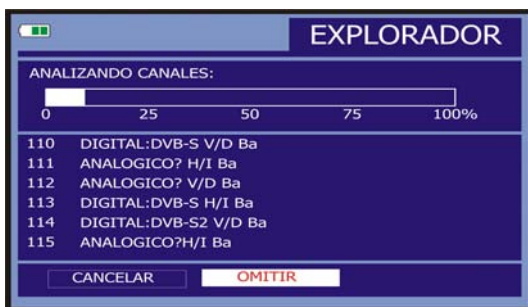 EXPLORADOR
ANALIZANDO CANALES:
0 25 50 75 100%
110 DIGITAL:DVB-S V/D Ba
111 ANALOGICO? H/I Ba
112 ANALOGICO? V/D Ba
113 DIGITAL:DVB-S H/I Ba
114 DIGITAL:DVB-S2 V/D Ba
115 ANALOGICO?H/I Ba
CANCELAR OMITIR